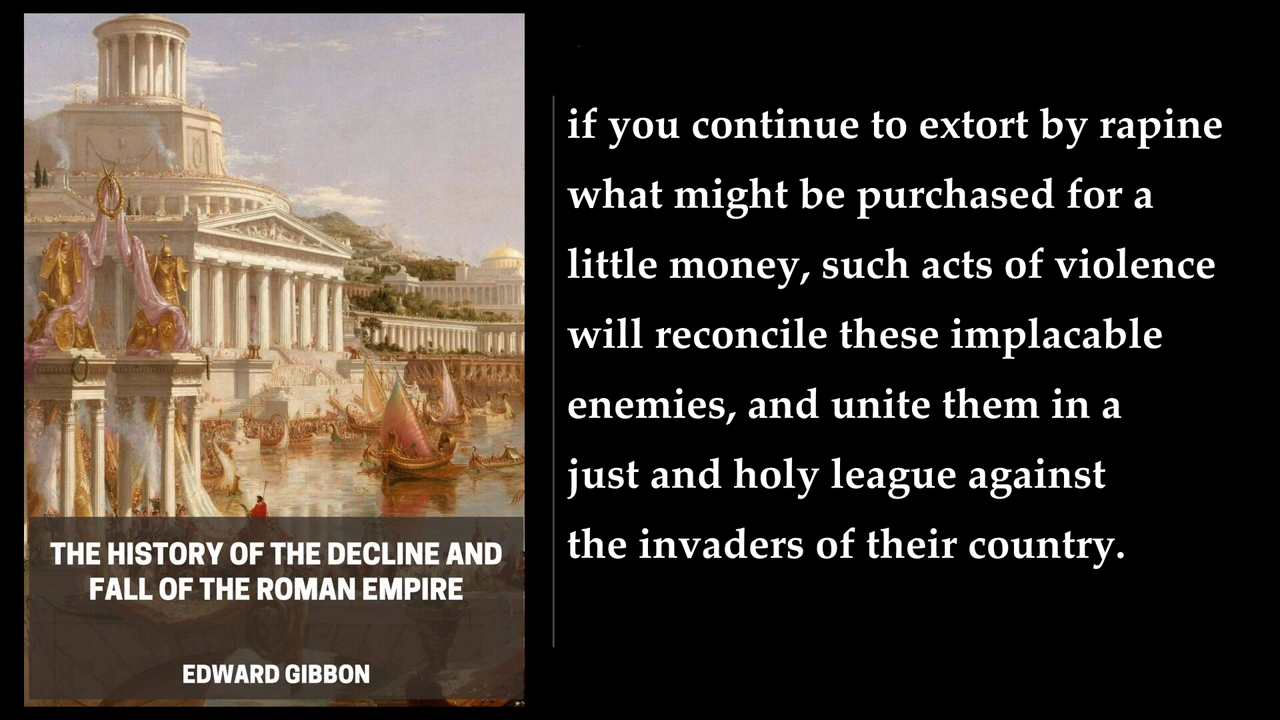 THE HISTORY OF THE DECLINE AND
FALL OF THE ROMAN EMPIRE
EDWARD GIBBON
if you continue to extort by rapine
what might be purchased for a
little money, such acts of violence
will reconcile these implacable
enemies, and unite them in a
just and holy league against
the invaders of their country.